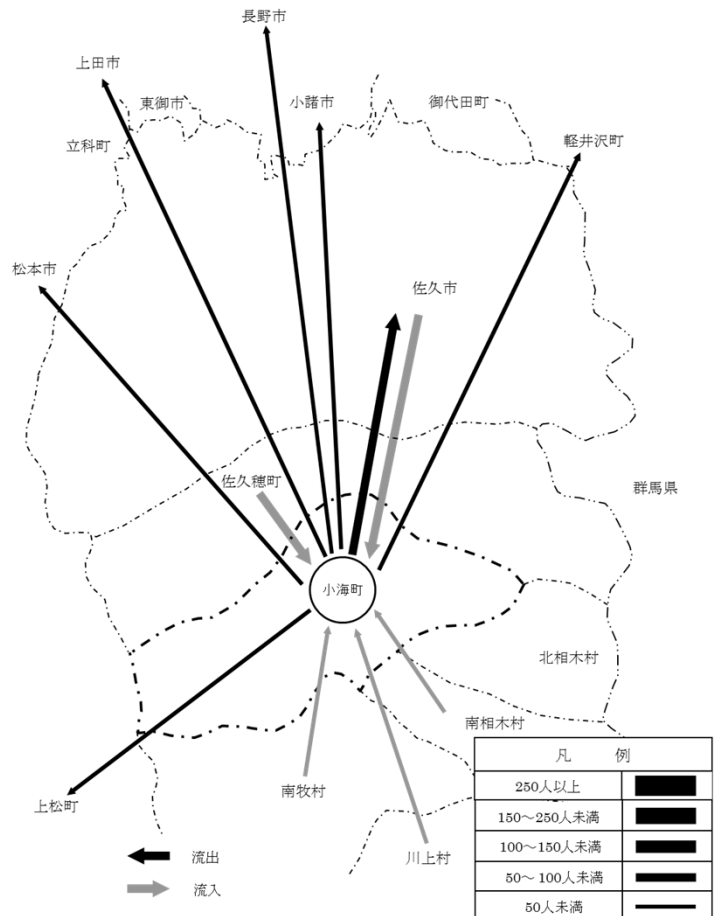 長野市
上田市
東御市
小諸市
御代田町
立科町
軽井沢町
松本市
佐久市
佐久穂町
群馬県
小海町
北相木村
南相木村
南牧村
上松町
川上村
流出
流入
凡 例
250人以上
150~250人未満
100~150人未満
50~100人未満
50人未満